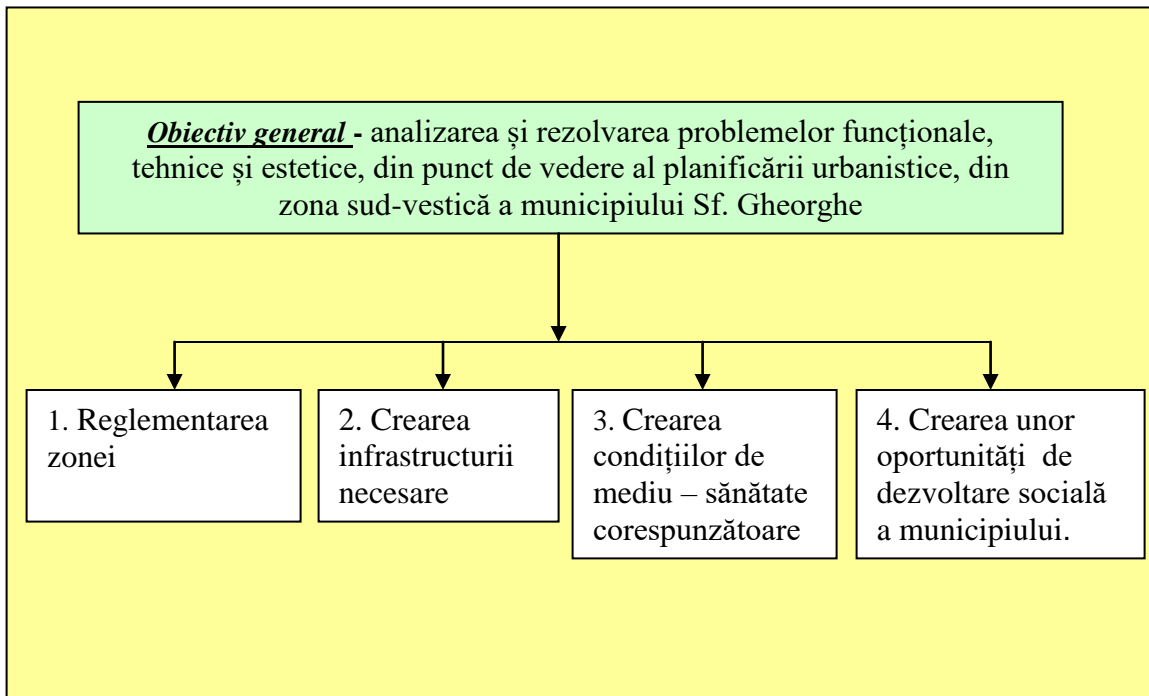 Obiectiv general - analizarea și rezolvarea problemelor funcționale,
tehnice și estetice, din punct de vedere al planificării urbanistice, din
zona sud-vestică a municipiului Sf. Gheorghe
1. Reglementarea
zonei
2. Crearea
infrastructurii
necesare
3. Crearea
condițiilor de
mediu – sănătate
corespunzătoare
4. Crearea unor
oportunități de
dezvoltare socială
a municipiului.